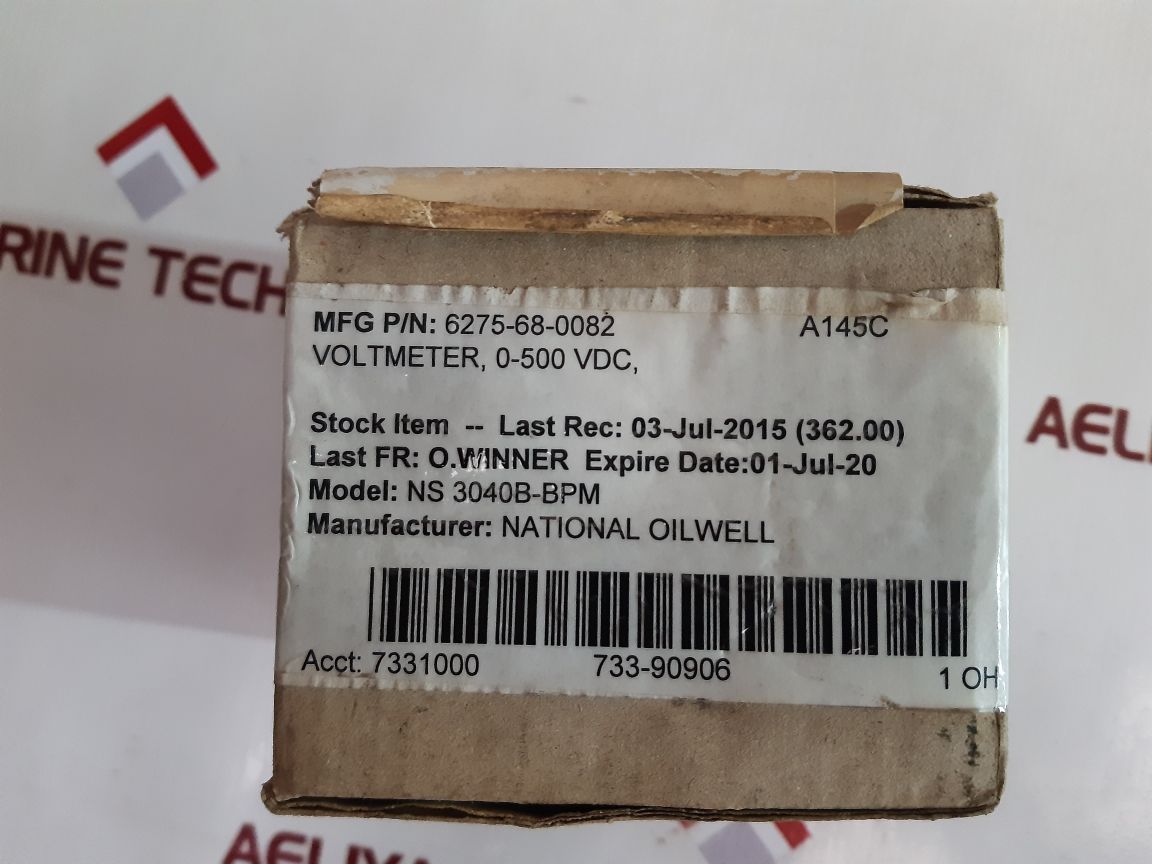 RINE TECH
MFG P/N: 6275-68-0082 A145C
VOLTMETER, 0-500 VDC,
Stock Item -- Last Rec: 03-Jul-2015 (362.00)
Last FR: O.WINNER Expire Date:01-Jul-20
Model: NS 3040B-BPM
Manufacturer: NATIONAL OILWELL
Acct: 7331000 733-90906 1 OH
AELI
AELIYA